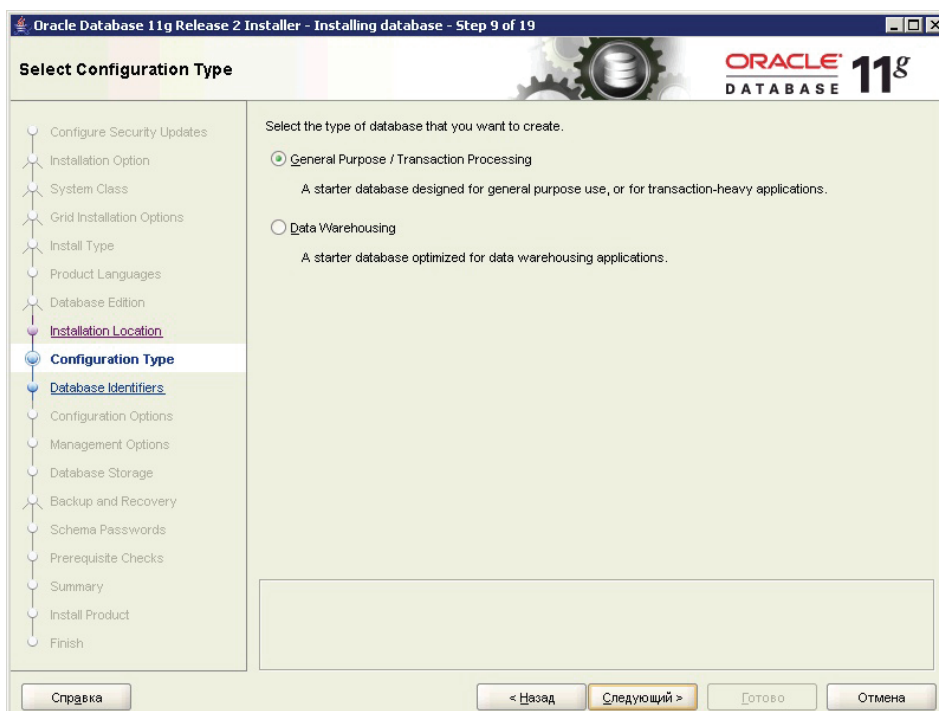 Oracle Database 11g Release 2 Installer - Installing database - Step 9 of 19
Select Configuration Type
ORACLE
DATABASE
11g
Configure Security Updates
Installation Option
System Class
Grid Installation Options
Install Type
Product Languages
Database Edition
Installation Location
Configuration Type
Database Identifiers
Configuration Options
Management Options
Database Storage
Backup and Recovery
Schema Passwords
Prerequisite Checks
Summary
Install Product
Finish
Select the type of database that you want to create.
General Purpose / Transaction Processing
A starter database designed for general purpose use, or for transaction-heavy applications.
Data Warehousing
A starter database optimized for data warehousing applications.
Справка
< Назад
Следующий >
Готово
Отмена